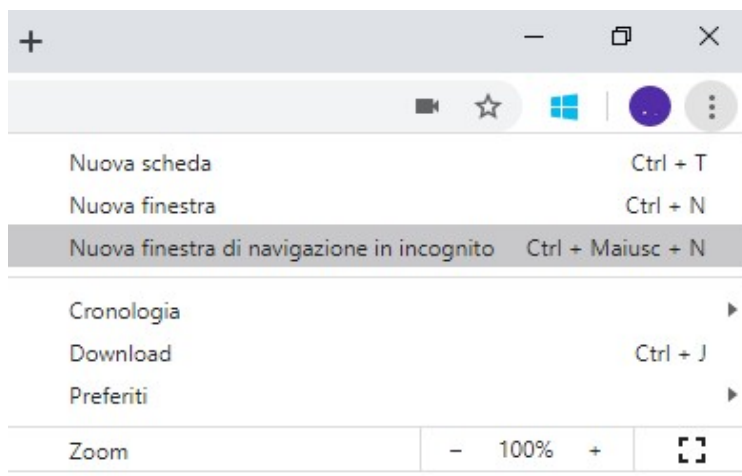 Nuova scheda Ctrl + T
Nuova finestra Ctrl + N
Nuova finestra di navigazione in incognito Ctrl + Maiusc + N
Cronologia
Download Ctrl + J
Preferiti
Zoom - 100% +